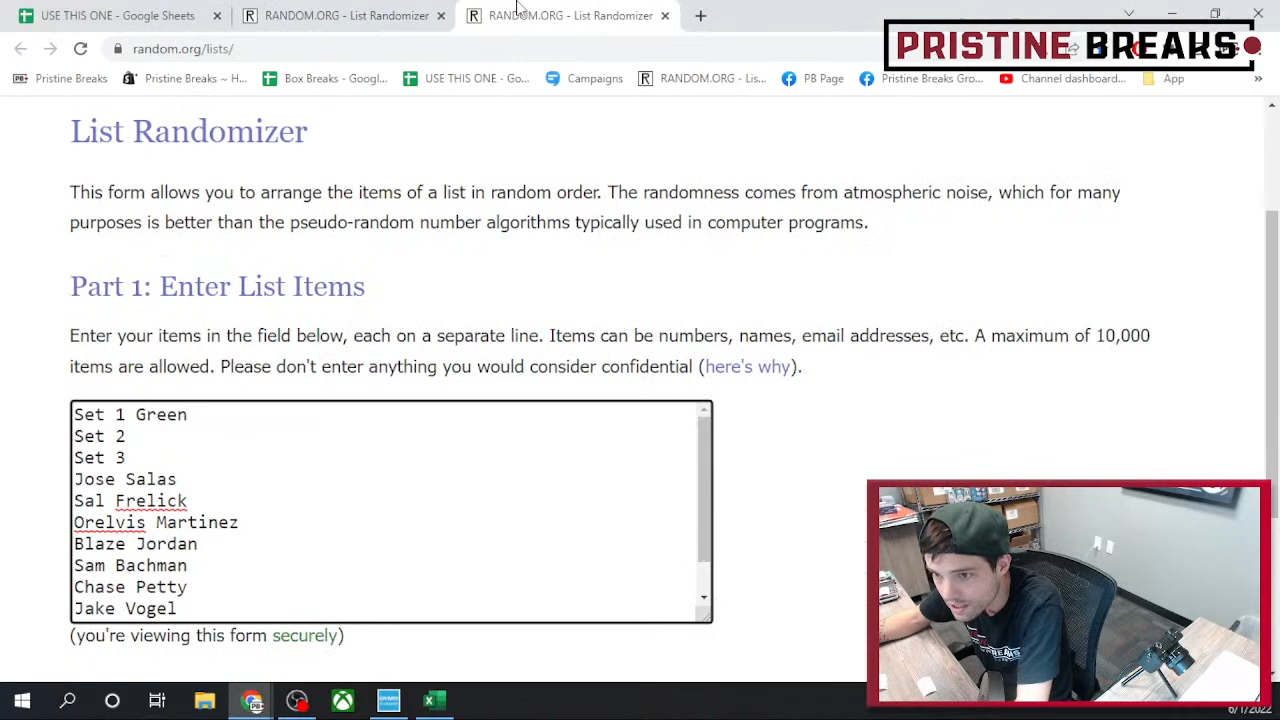 USE THIS ONE - Google Sheets
RANDOM.ORG - List Randomizer
RANDOM.ORG - List Randomizer
random.org/lists/
PRISTINE BREAKS
Pristine Breaks
Pristine Breaks ~ H...
Box Breaks - Googl...
USE THIS ONE - Go...
Campaigns
RANDOM.ORG - Lis...
PB Page
Pristine Breaks Gro...
Channel dashboard...
App
List Randomizer
This form allows you to arrange the items of a list in random order. The randomness comes from atmospheric noise, which for many
purposes is better than the pseudo-random number algorithms typically used in computer programs.
Part 1: Enter List Items
Enter your items in the field below, each on a separate line. Items can be numbers, names, email addresses, etc. A maximum of 10,000
items are allowed. Please don't enter anything you would consider confidential (here's why).
Set 1 Green
Set 2
Set 3
Jose Salas
Sal Frelick
Orelvis Martinez
Blaze Jordan
Sam Bachman
Chase Petty
Jake Vogel
(you're viewing this form securely)
BREAKS
6/1/2022